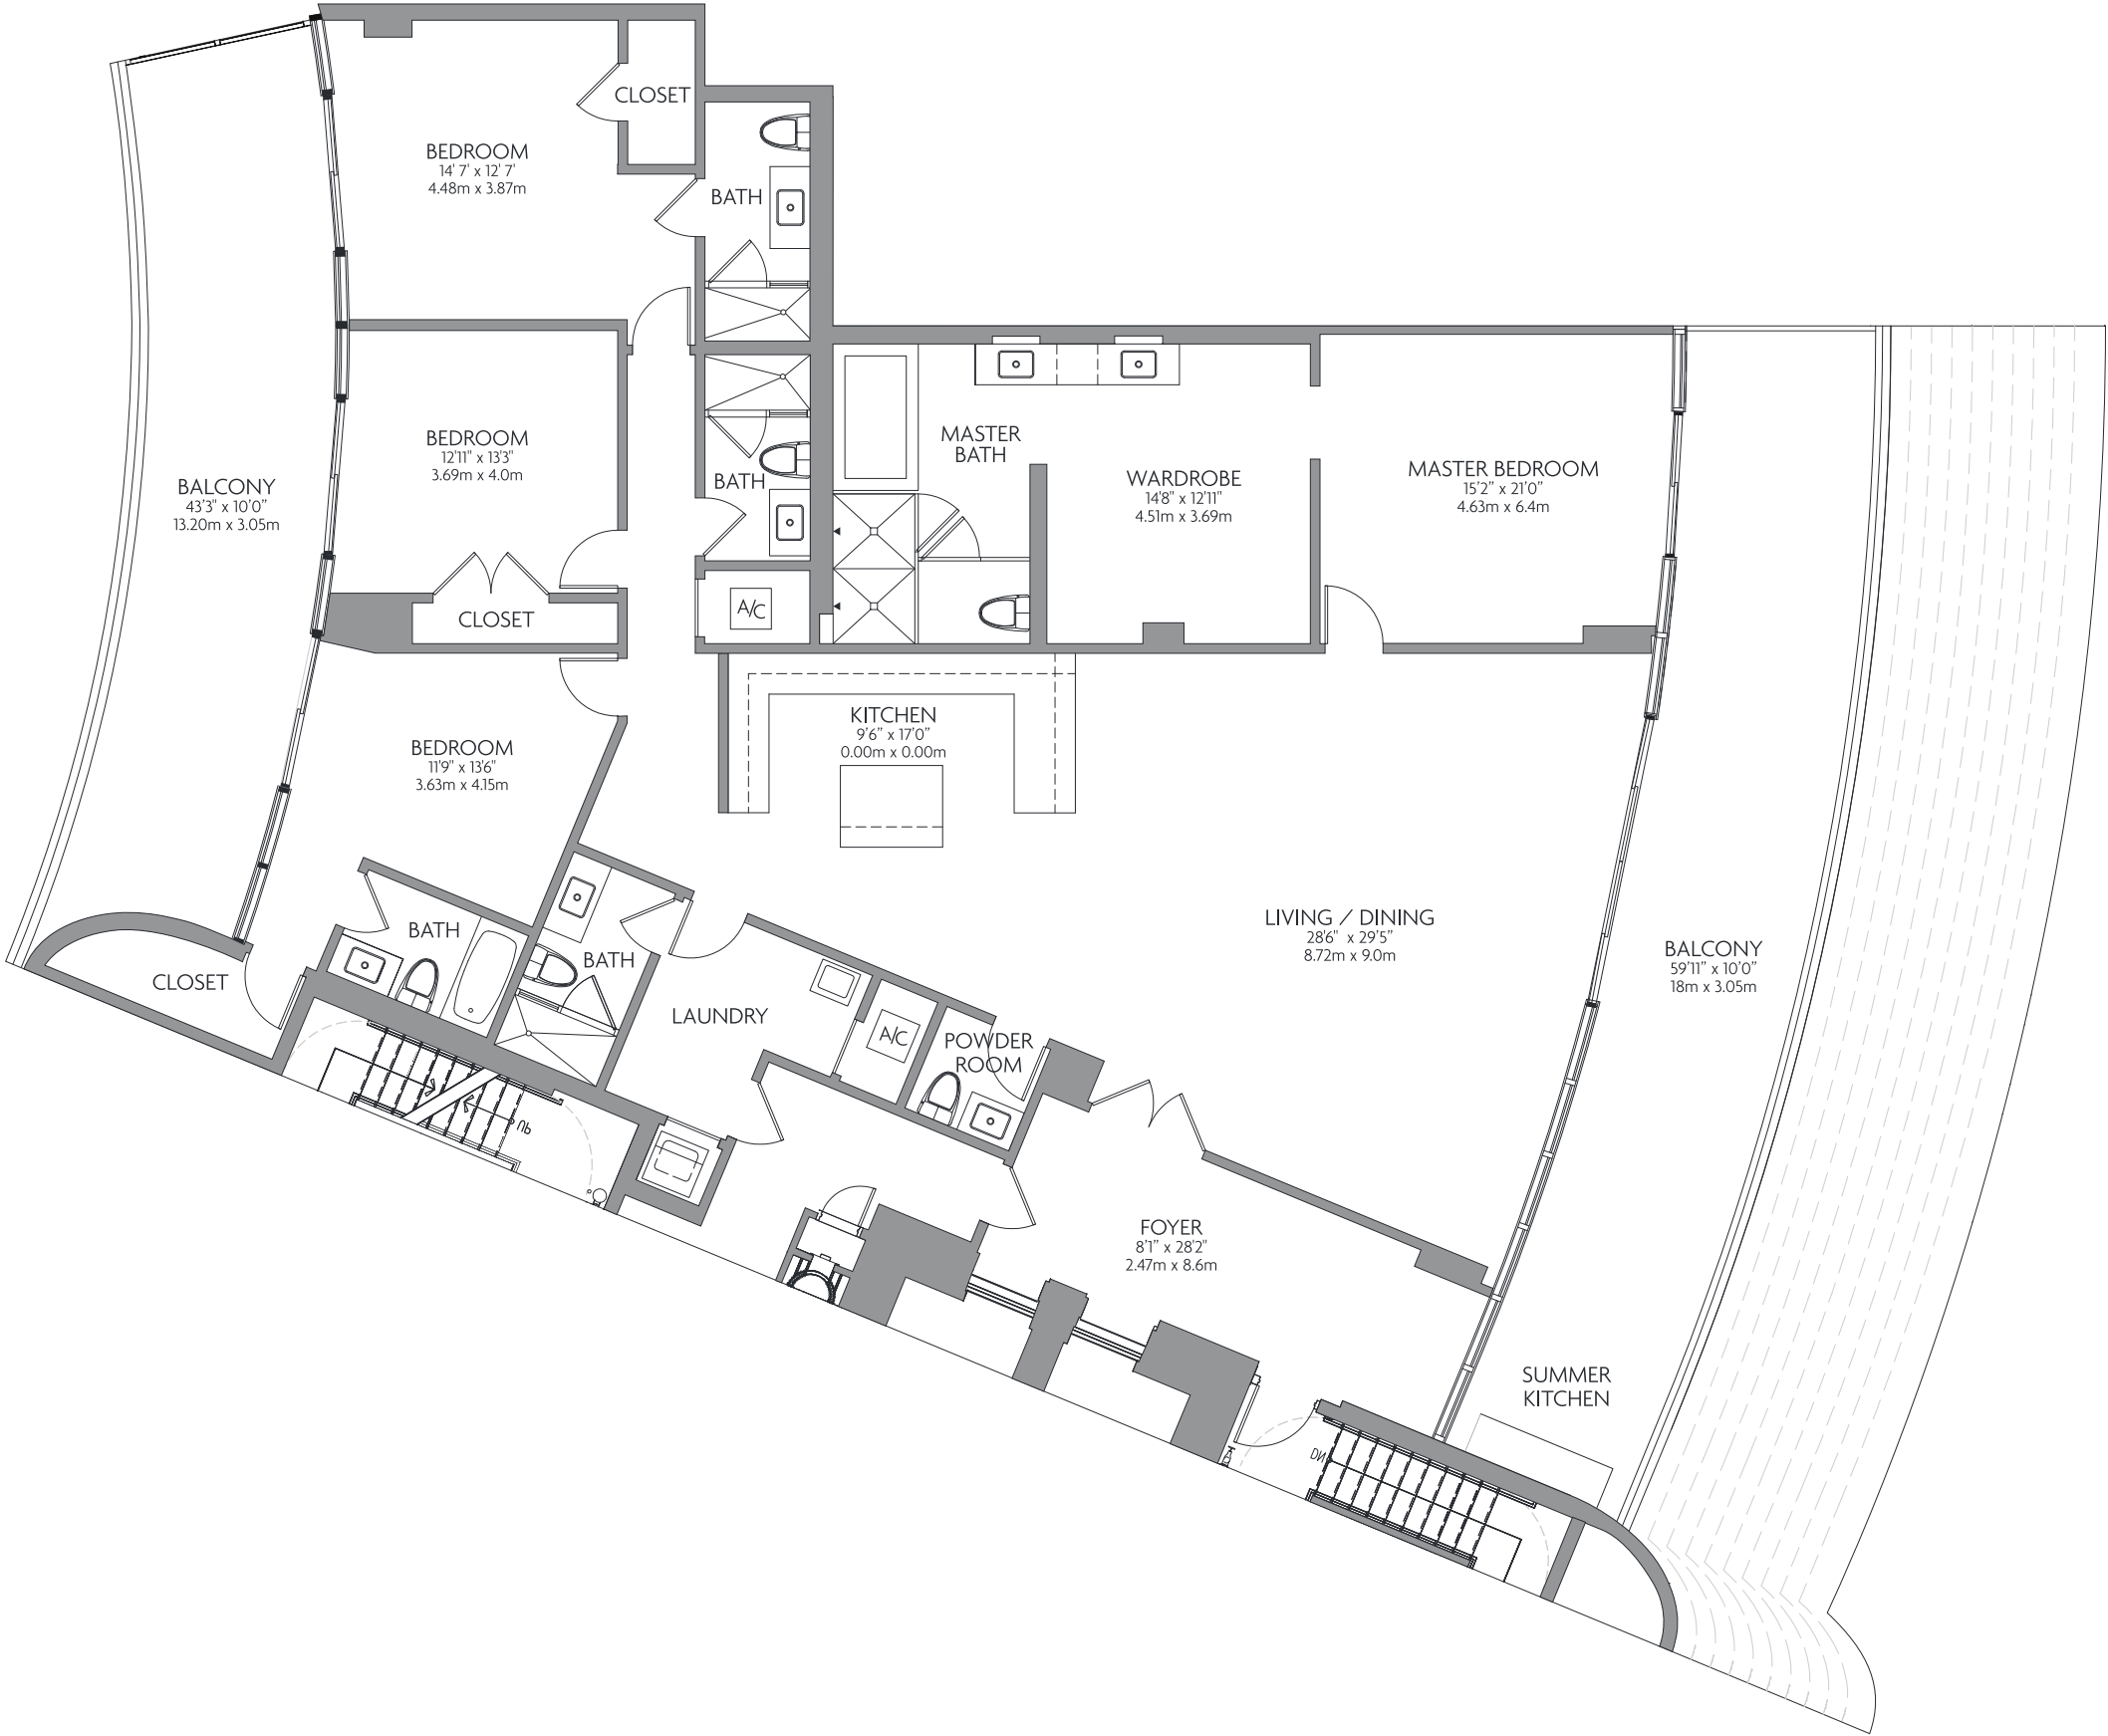 CLOSET
BEDROOM
14' 7' x 12' 7'
4.48m x 3.87m
BATH
BEDROOM
12'11" x 13'3"
3.69m x 4.0m
MASTER
BATH
BALCONY
43'3" x 10'0"
13.20m x 3.05m
BATH
WARDROBE
14'8" x 12'11"
4.51m x 3.69m
MASTER BEDROOM
15'2" x 21'0"
4.63m x 6.4m
CLOSET
A/C
KITCHEN
9'6" x 17'0"
0.00m x 0.00m
BEDROOM
11'9" x 13'6"
3.63m x 4.15m
LIVING / DINING
28'6" x 29'5"
8.72m x 9.0m
BATH
BATH
BALCONY
59'11" x 10'0"
18m x 3.05m
CLOSET
LAUNDRY
A/C
POWDER
ROOM
UP
FOYER
8'1" x 28'2"
2.47m x 8.6m
SUMMER
KITCHEN
DN